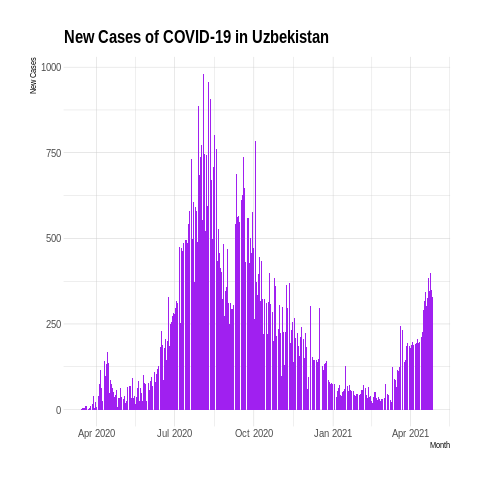 New Cases of COVID-19 in Uzbekistan
New Cases
1000
750
500
250
0
Apr 2020 Jul 2020 Oct 2020 Jan 2021 Apr 2021
Month